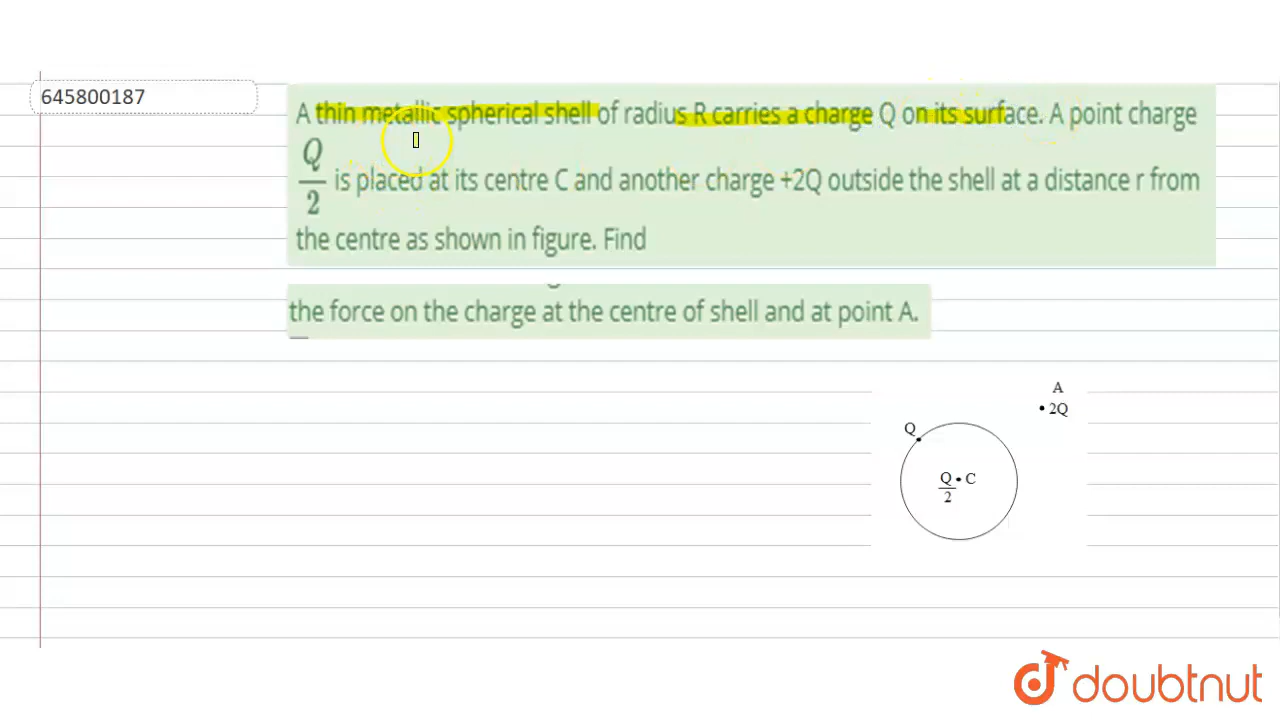 645800187
A thin metallic spherical shell of radius R carries a charge Q on its surface. A point charge
Q/2 is placed at its centre C and another charge +2Q outside the shell at a distance r from
the centre as shown in figure. Find
the force on the charge at the centre of shell and at point A.
A
2Q
Q
Q/2 C
doubtnut